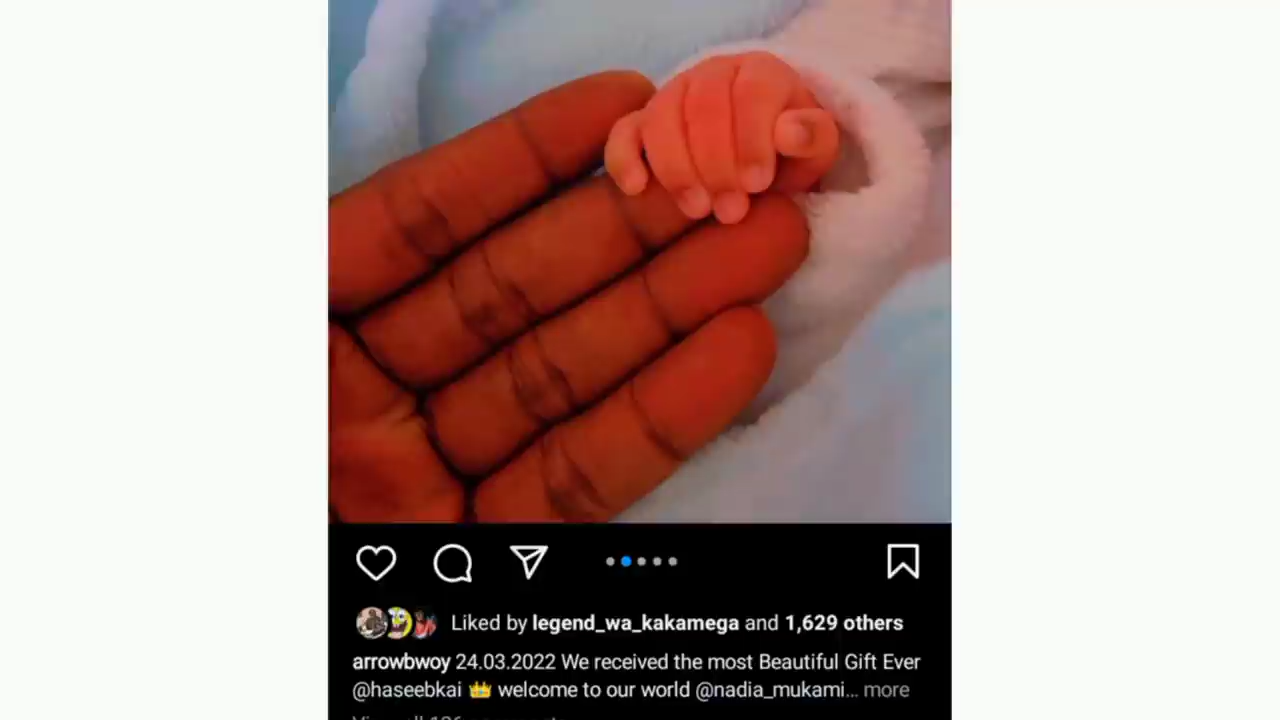 Liked by legend_wa_kakamega and 1,629 others
arrowbwoy 24.03.2022 We received the most Beautiful Gift Ever
@haseebkai 👑 welcome to our world @nadia_mukami... more